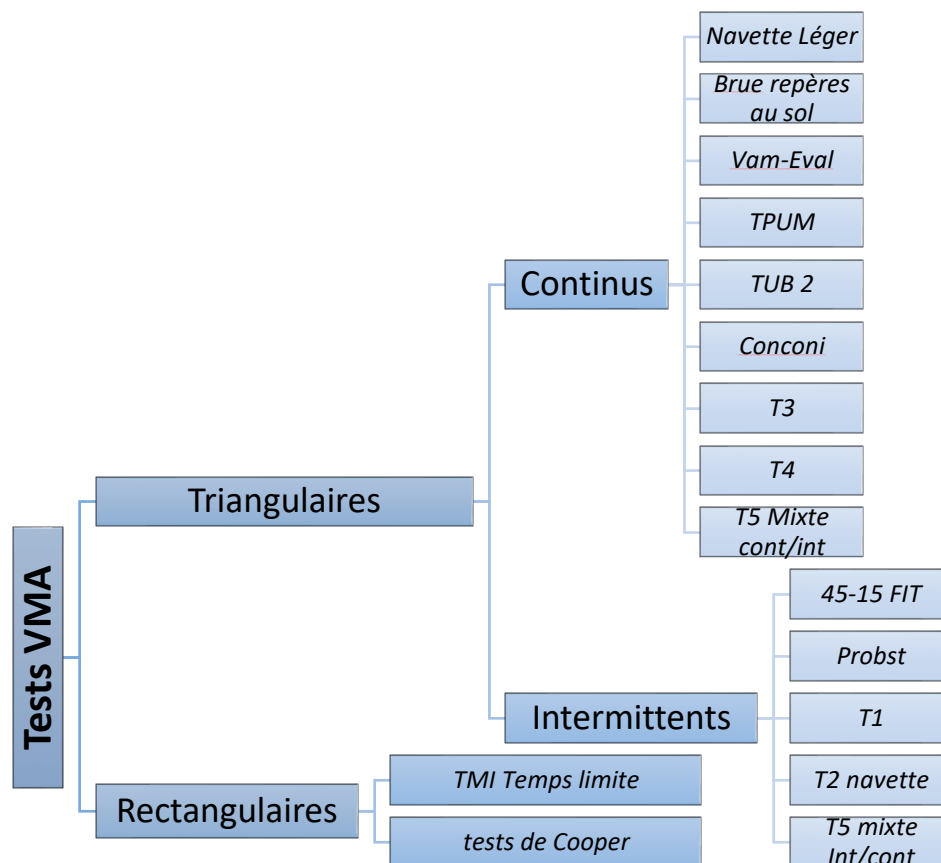 Navette Léger
Brue repères
au sol
Vam-Eval
TPUM
Continus
TUB 2
Conconi
T3
T4
T5 Mixte
cont/int
Triangulaires
Tests VMA
45-15 FIT
Probst
Intermittents
T1
T2 navette
T5 mixte
Int/cont
Rectangulaires
TMI Temps limite
tests de Cooper